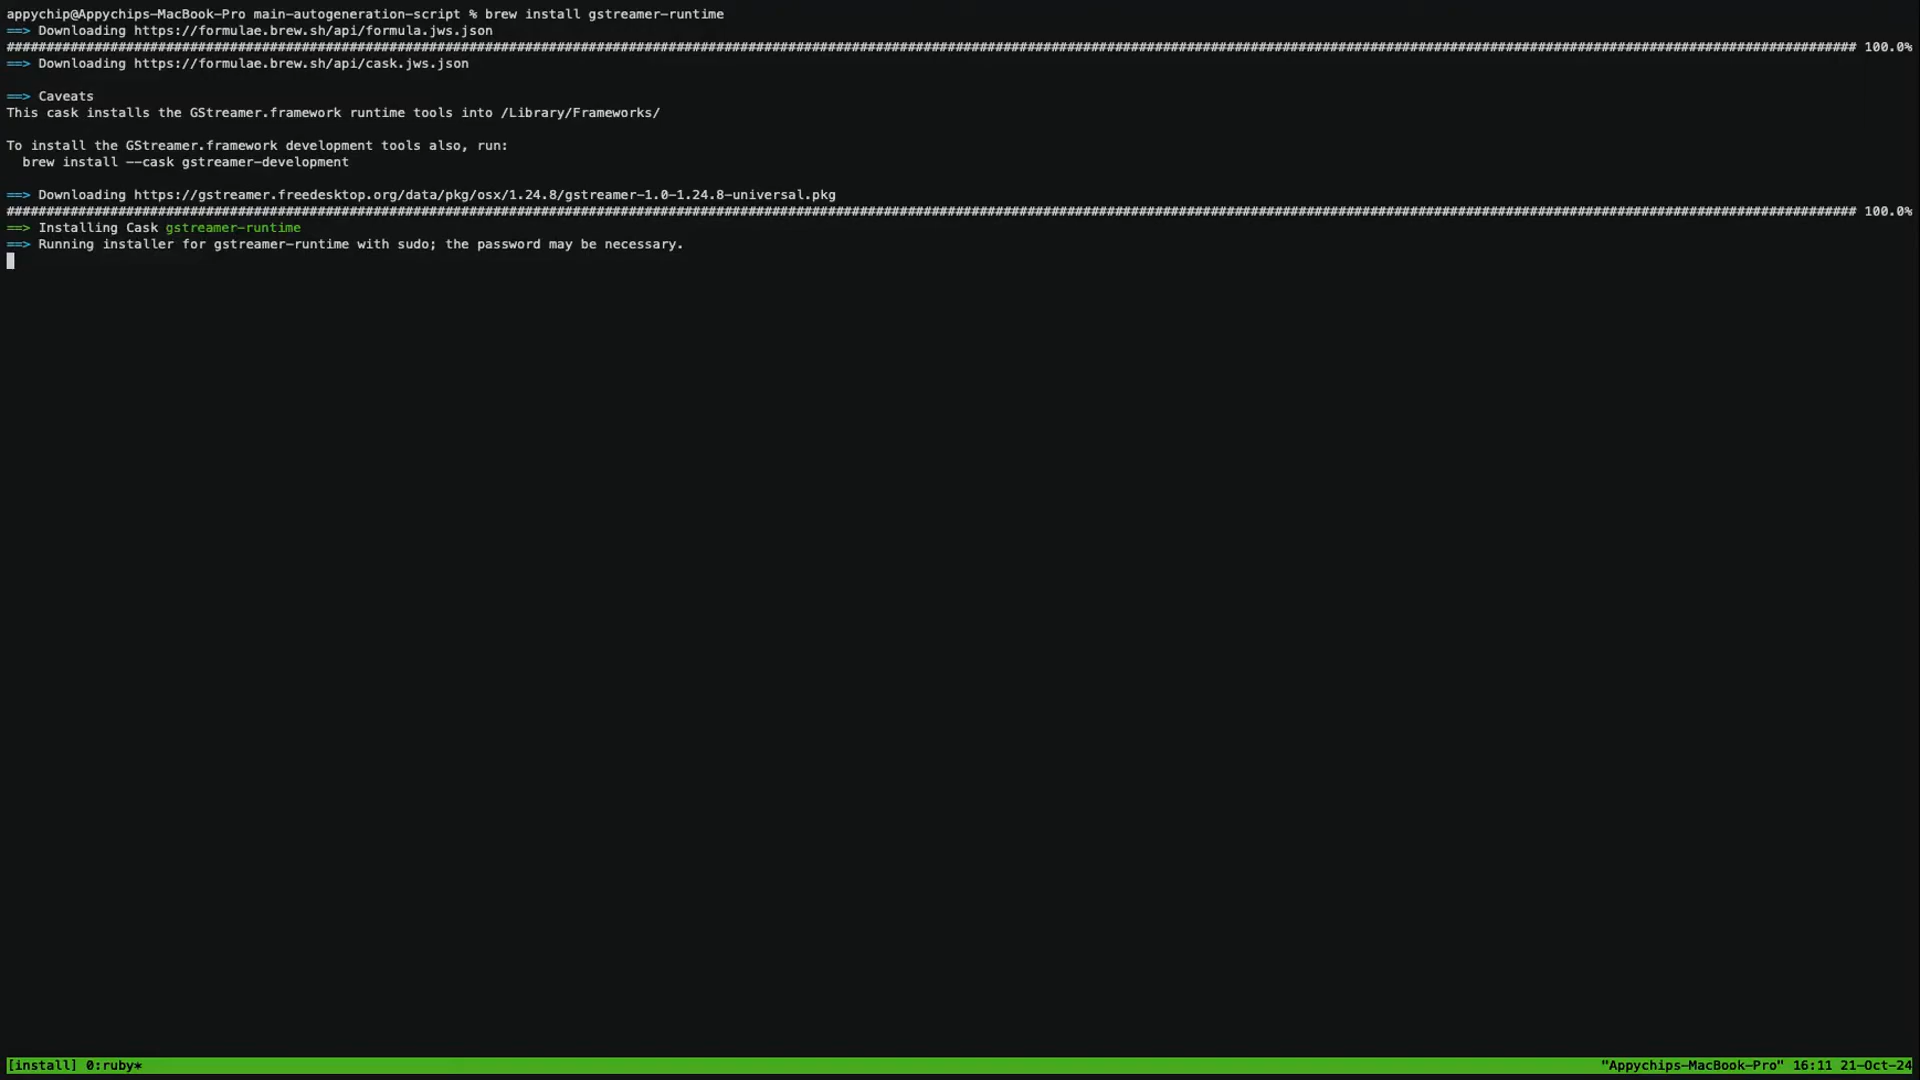 appychip@Appychips-MacBook-Pro main-autogeneration-script % brew install gstreamer-runtime
==> Downloading https://formulae.brew.sh/api/formula.jws.json
######################################################################## 100.0%
==> Downloading https://formulae.brew.sh/api/cask.jws.json
==> Caveats
This cask installs the GStreamer.framework runtime tools into /Library/Frameworks/
To install the GStreamer.framework development tools also, run:
  brew install --cask gstreamer-development
==> Downloading https://gstreamer.freedesktop.org/data/pkg/osx/1.24.8/gstreamer-1.0-1.24.8-universal.pkg
######################################################################## 100.0%
==> Installing Cask gstreamer-runtime
==> Running installer for gstreamer-runtime with sudo; the password may be necessary.
[install] 0:ruby* "Appychips-MacBook-Pro" 16:11 21-Oct-24